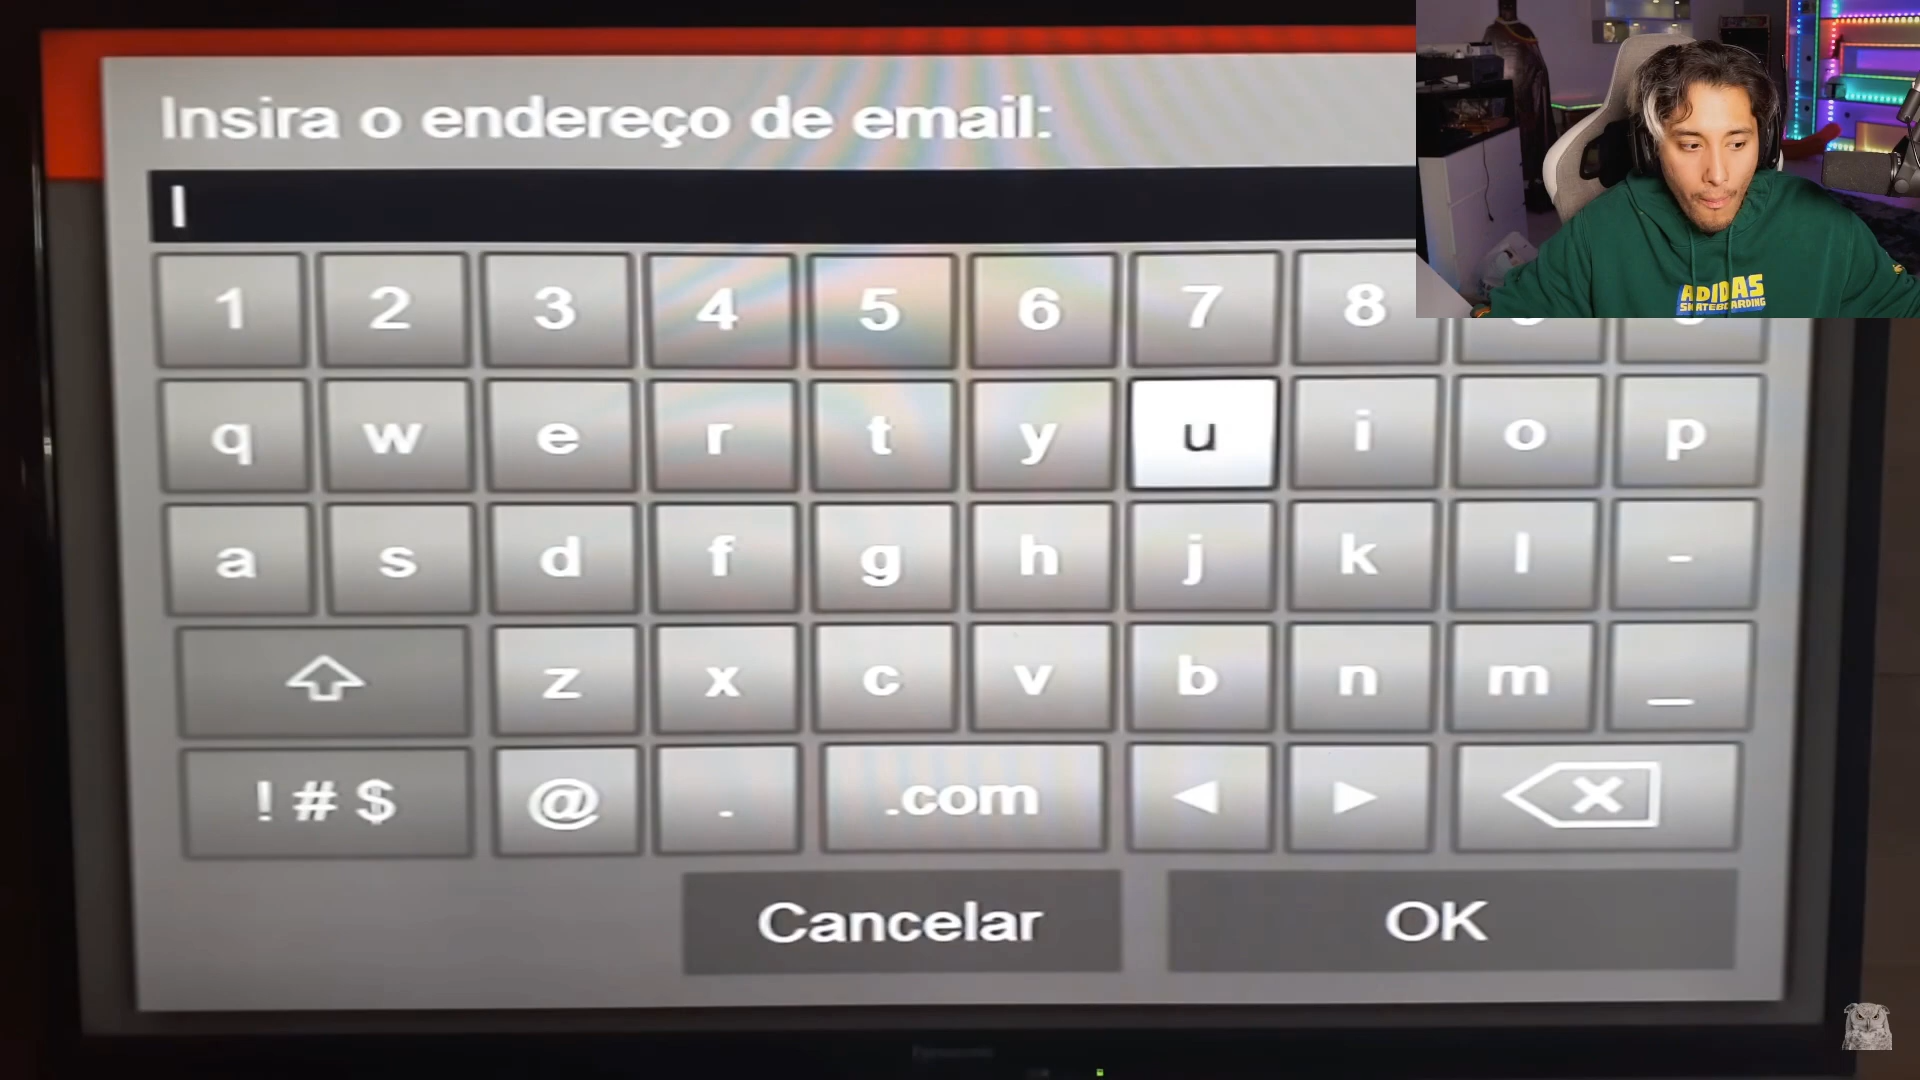 Insira o endereço de email:
1 2 3 4 5 6 7 8
q w e r t y u i o p
a s d f g h j k l -
z x c v b n m _
!#$ @ . .com ◀ ▶
Cancelar OK
ADIDAS
SKATEBOARDING